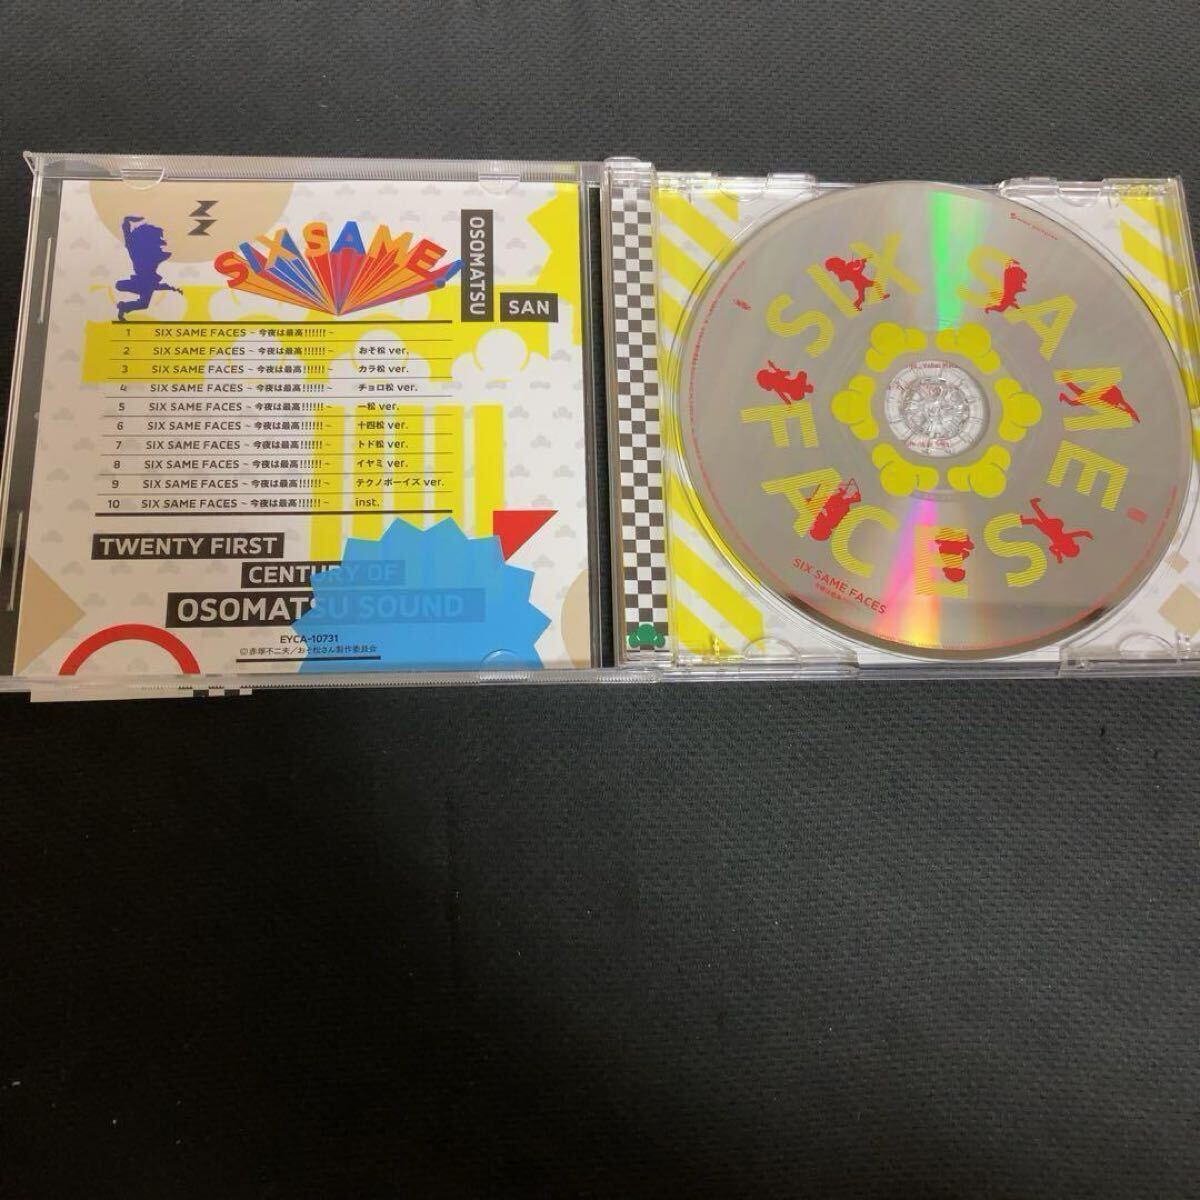 SIX SAME!
OSOMATSU
SAN
1 SIX SAME FACES ~今夜は最高!!!!!!~
2 SIX SAME FACES ~今夜は最高!!!!!!~ おそ松 ver.
3 SIX SAME FACES ~今夜は最高!!!!!!~ カラ松 ver.
4 SIX SAME FACES ~今夜は最高!!!!!!~ チョロ松 ver.
5 SIX SAME FACES ~今夜は最高!!!!!!~ 一松 ver.
6 SIX SAME FACES ~今夜は最高!!!!!!~ 十四松 ver.
7 SIX SAME FACES ~今夜は最高!!!!!!~ トド松 ver.
8 SIX SAME FACES ~今夜は最高!!!!!!~ イヤミ ver.
9 SIX SAME FACES ~今夜は最高!!!!!!~ テクノボーイズ ver.
10 SIX SAME FACES ~今夜は最高!!!!!!~ inst.
TWENTY FIRST
CENTURY OF
OSOMATSU SOUND
EYCA-10731
©赤塚不二夫/おそ松さん製作委員会
SIX SAME
FACES
SIX SAME FACES